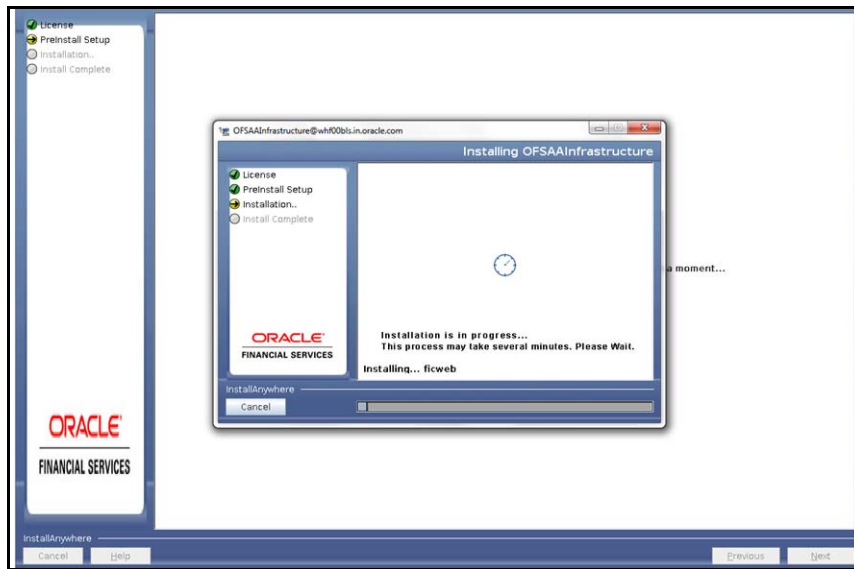 License
PreInstall Setup
Installation..
Install Complete
OFSAAInfrastructure@whf00bls.in.oracle.com
Installing OFSAAInfrastructure
License
PreInstall Setup
Installation..
Install Complete
a moment...
ORACLE'
FINANCIAL SERVICES
Installation is in progress...
This process may take several minutes. Please Wait.
Installing... ficweb
InstallAnywhere
Cancel
ORACLE'
FINANCIAL SERVICES
InstallAnywhere
Cancel
Help
Previous
Next